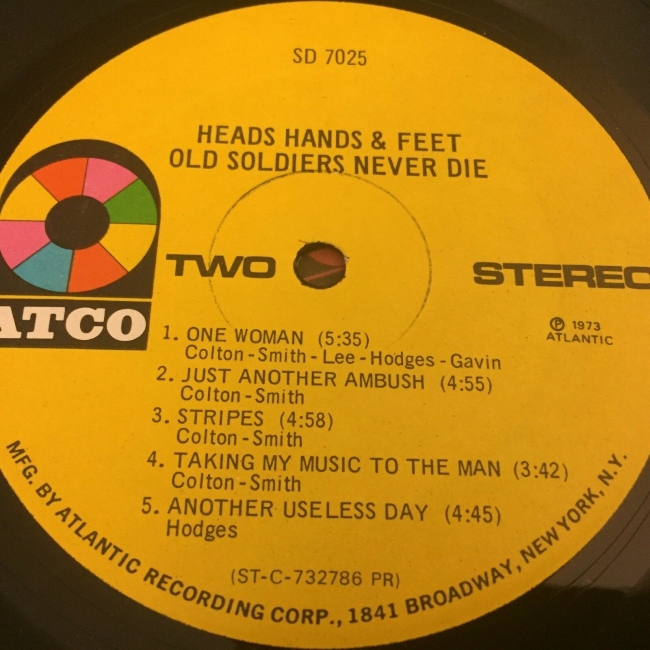 SD 7025
HEADS HANDS & FEET
OLD SOLDIERS NEVER DIE
TWO
STEREO
ATCO
℗ 1973
ATLANTIC
1. ONE WOMAN (5:35)
Colton-Smith-Lee-Hodges-Gavin
2. JUST ANOTHER AMBUSH (4:55)
Colton-Smith
3. STRIPES (4:58)
Colton-Smith
4. TAKING MY MUSIC TO THE MAN (3:42)
Colton-Smith
5. ANOTHER USELESS DAY (4:45)
Hodges
(ST-C-732786 PR)
MFG. BY ATLANTIC RECORDING CORP., 1841 BROADWAY, NEW YORK, N.Y.